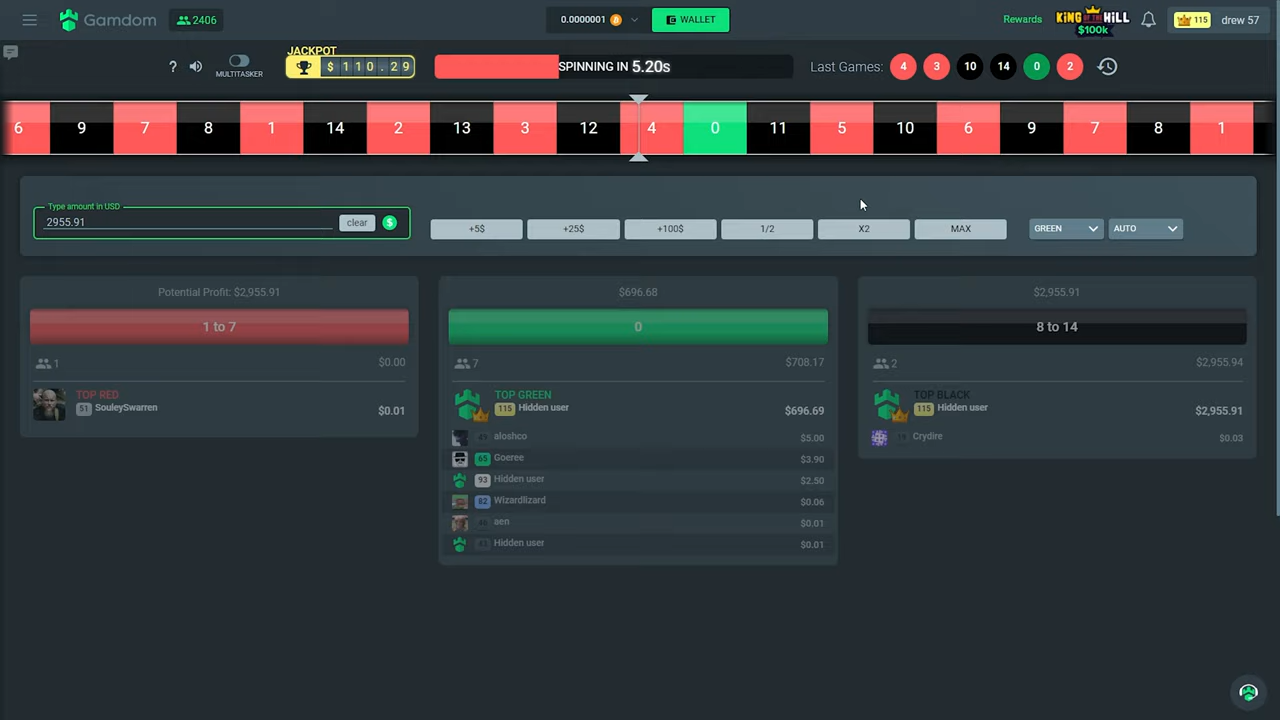 Gamdom
2406
0.0000001
WALLET
Rewards
KING OF THE HILL
$100k
115
drew 57
?
MULTITASKER
JACKPOT
$ 110.29
SPINNING IN 5.20s
Last Games:
4 3 10 14 0 2
6 9 7 8 1 14 2 13 3 12 4 0 11 5 10 6 9 7 8 1
Type amount in USD
2955.91
clear
$
+5$
+25$
+100$
1/2
X2
MAX
GREEN
AUTO
Potential Profit: $2,955.91
1 to 7
1
$0.00
TOP RED
51 SouleySwarren
$0.01
$696.68
0
7
$708.17
TOP GREEN
115 Hidden user
$696.69
aloshco
$5.00
65 Goeree
$3.90
93 Hidden user
$2.50
82 Wizardlizard
$0.06
aen
$0.01
Hidden user
$0.01
$2,955.91
8 to 14
2
$2,955.94
TOP BLACK
115 Hidden user
$2,955.91
Crydire
$0.03